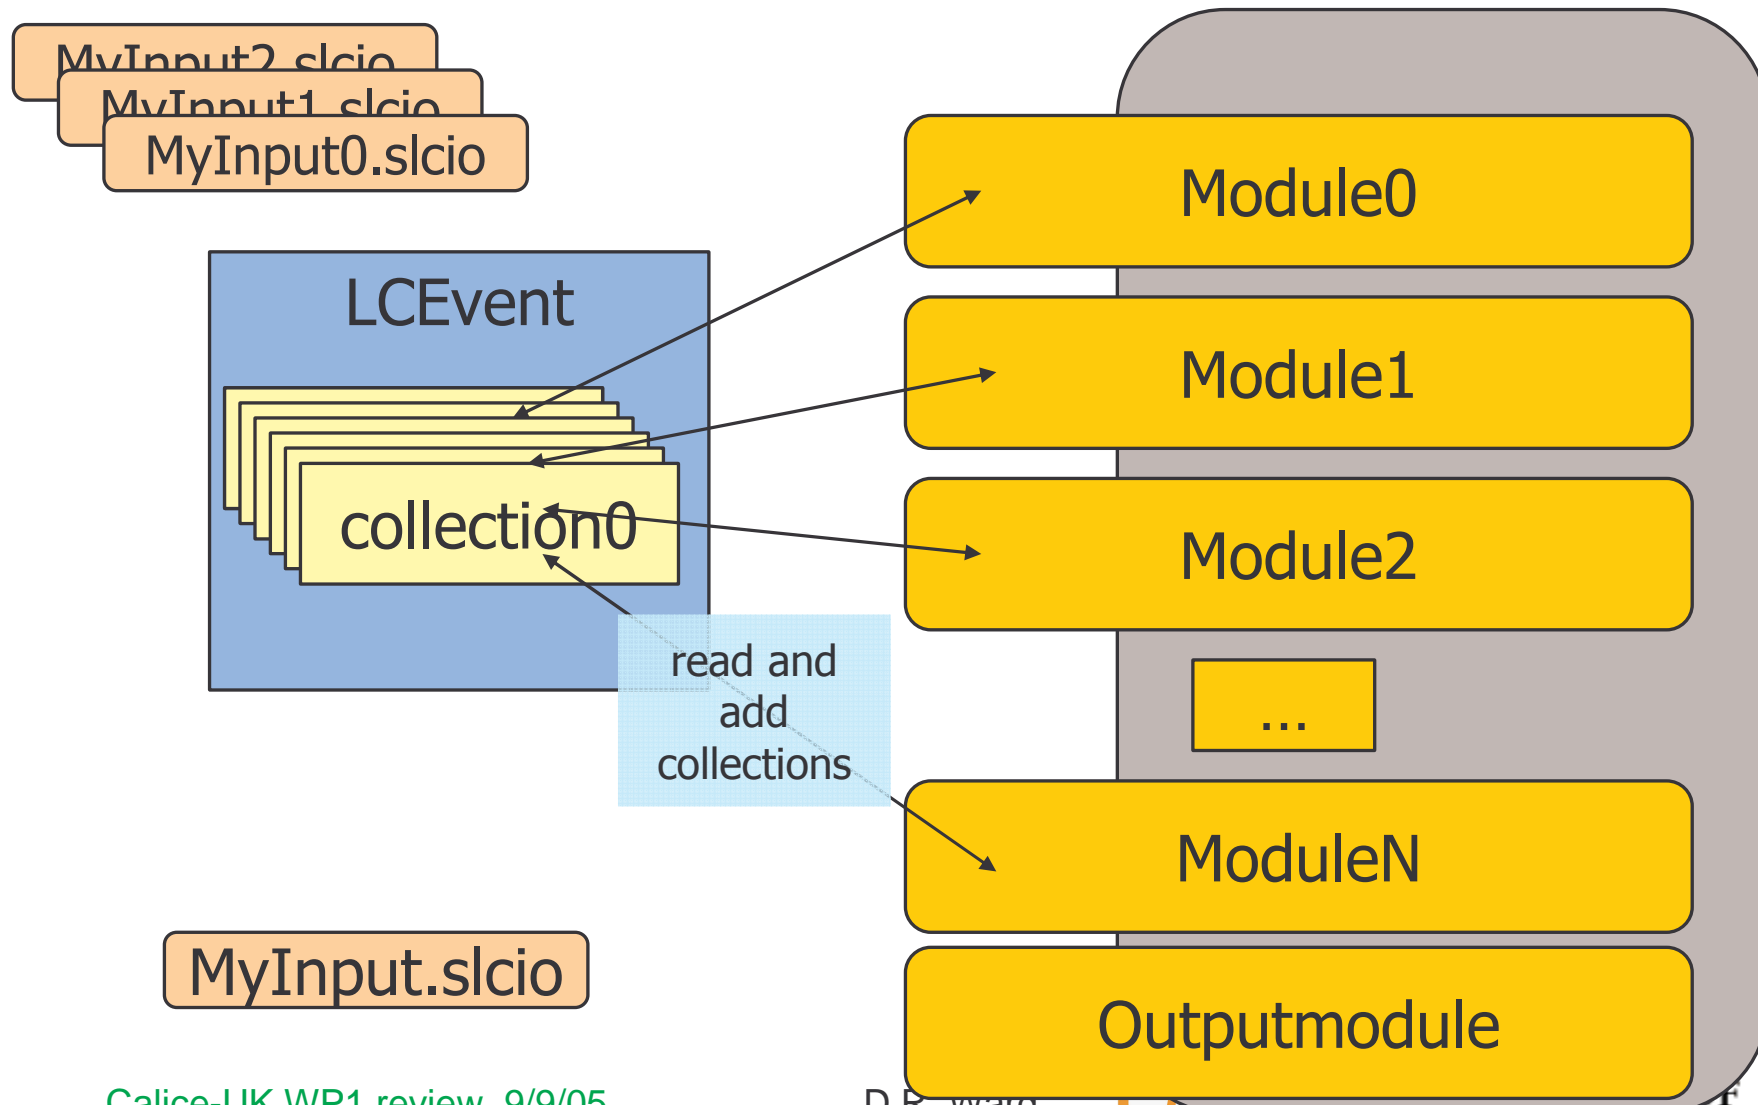 MyInput2.slcio
MyInput1.slcio
MyInput0.slcio
LCEvent
collection0
read and
add
collections
Module0
Module1
Module2
...
ModuleN
Outputmodule
MyInput.slcio
Calice-UK WP1 review 9/9/05
D.R. Ward